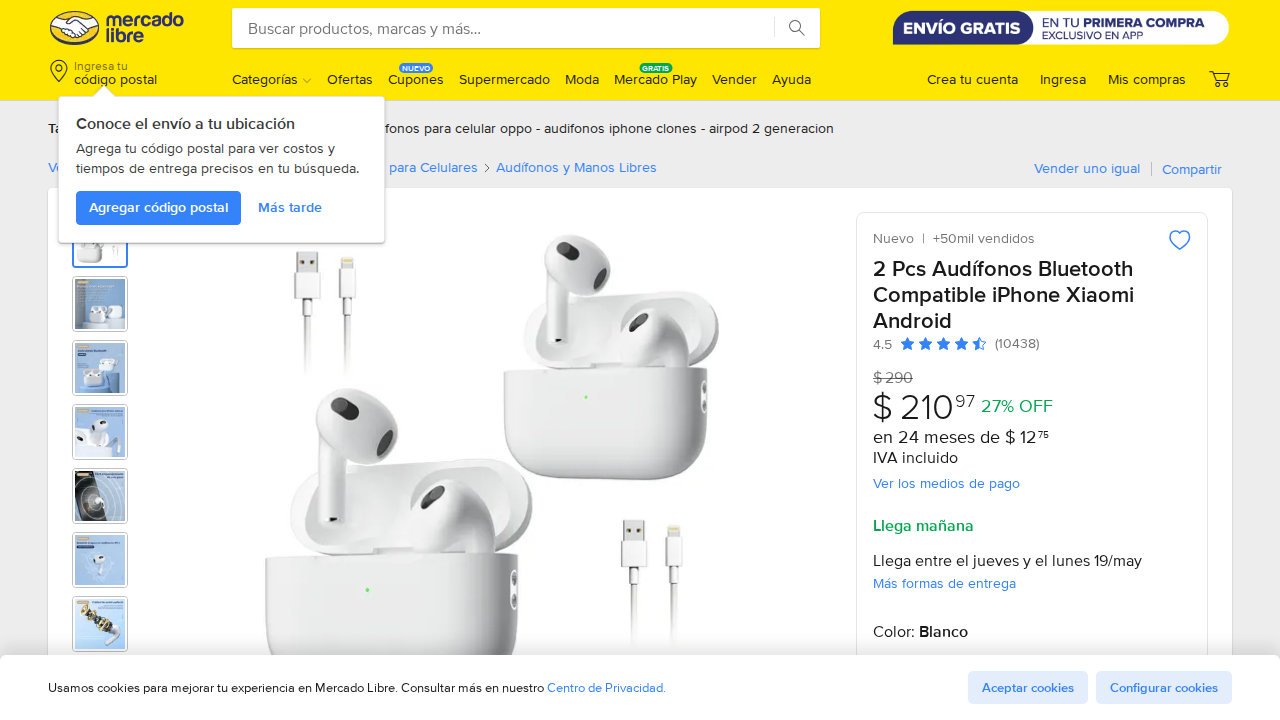 mercado
libre
Buscar productos, marcas y más...
ENVÍO GRATIS EN TU PRIMERA COMPRA
EXCLUSIVO EN APP
Ingresa tu
código postal
Categorías
Ofertas
NUEVO
Cupones
Supermercado
Moda
GRATIS
Mercado Play
Vender
Ayuda
Crea tu cuenta
Ingresa
Mis compras
Conoce el envío a tu ubicación
Agrega tu código postal para ver costos y
tiempos de entrega precisos en tu búsqueda.
Agregar código postal
Más tarde
fonos para celular oppo - audifonos iphone clones - airpod 2 generacion
para Celulares
Audífonos y Manos Libres
Vender uno igual
Compartir
Nuevo | +50mil vendidos
2 Pcs Audífonos Bluetooth
Compatible iPhone Xiaomi
Android
4.5 (10438)
$ 290
$ 210 97 27% OFF
en 24 meses de $ 12 75
IVA incluido
Ver los medios de pago
Llega mañana
Llega entre el jueves y el lunes 19/may
Más formas de entrega
Color: Blanco
Usamos cookies para mejorar tu experiencia en Mercado Libre. Consultar más en nuestro Centro de Privacidad.
Aceptar cookies
Configurar cookies